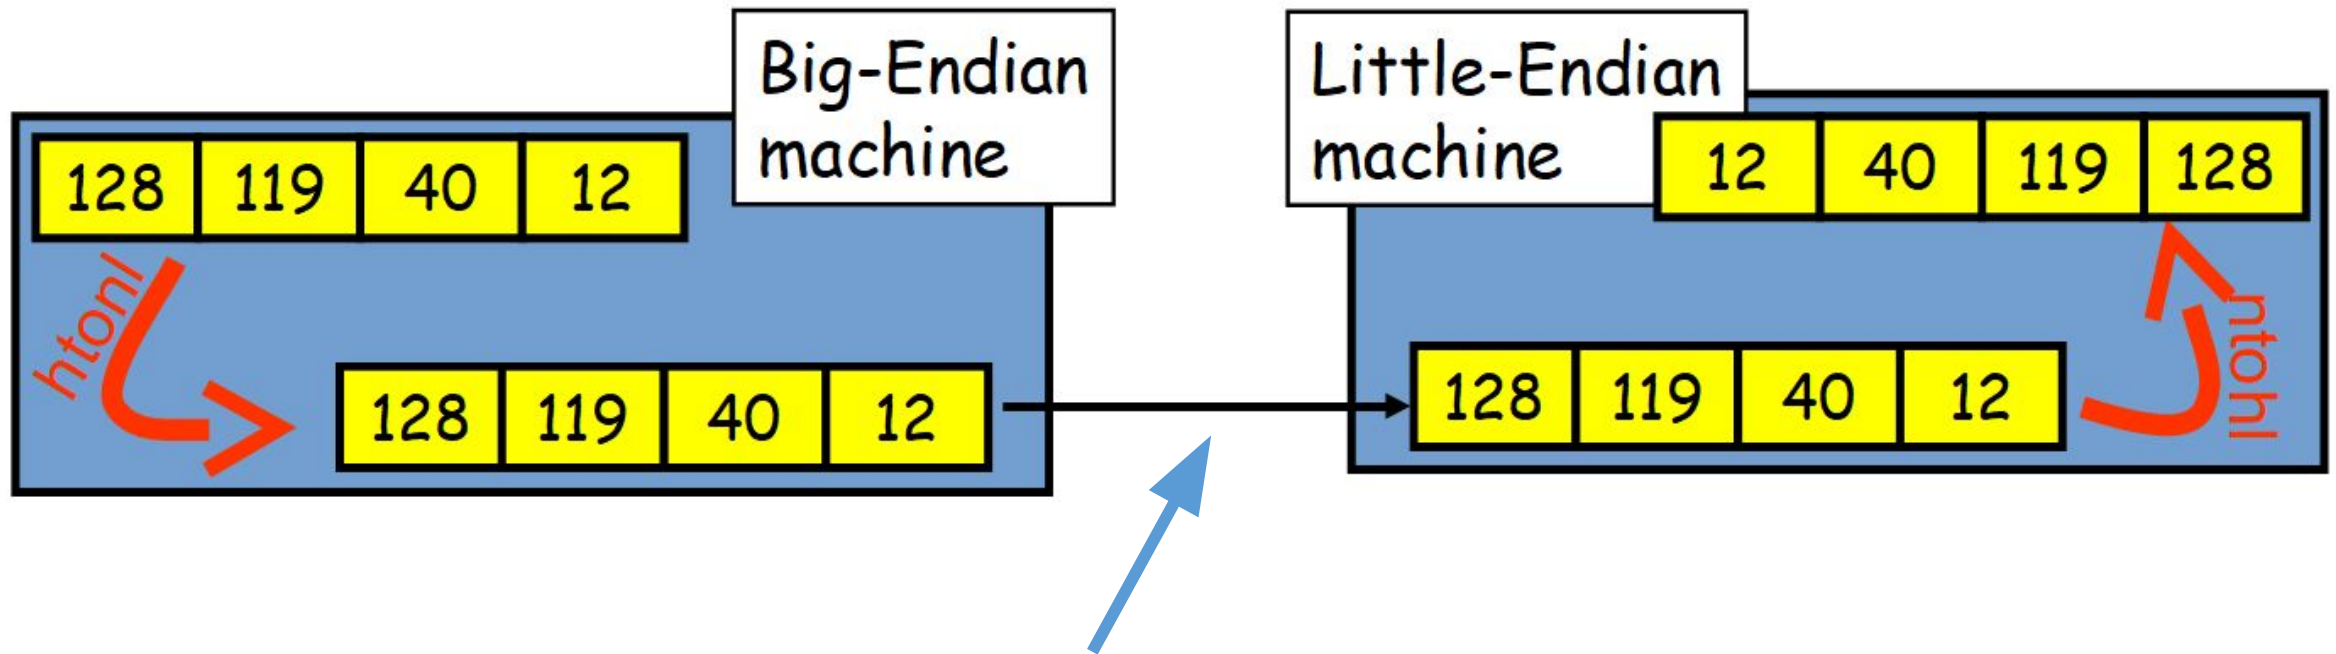 Big-Endian
machine
128 119 40 12
htonl
128 119 40 12
Little-Endian
machine
12 40 119 128
128 119 40 12
ntohl